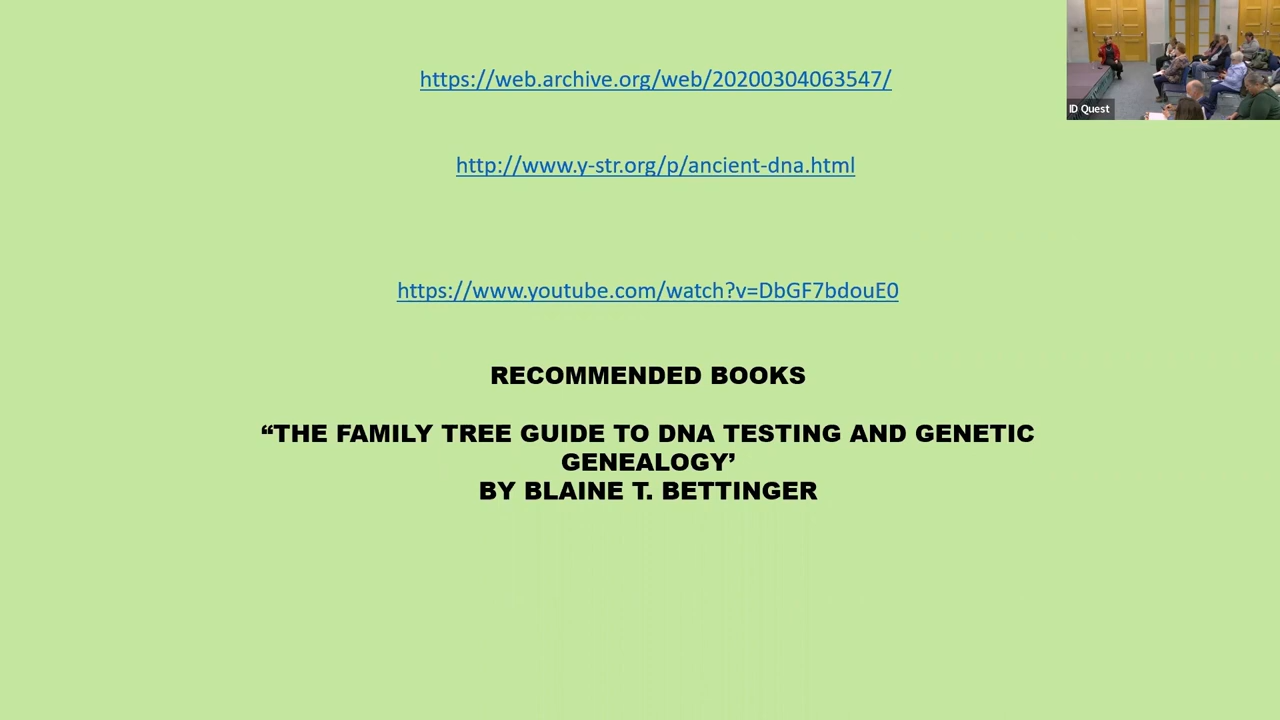 https://web.archive.org/web/20200304063547/
ID Quest
http://www.y-str.org/p/ancient-dna.html
https://www.youtube.com/watch?v=DbGF7bdouE0
RECOMMENDED BOOKS
“THE FAMILY TREE GUIDE TO DNA TESTING AND GENETIC
GENEALOGY’
BY BLAINE T. BETTINGER